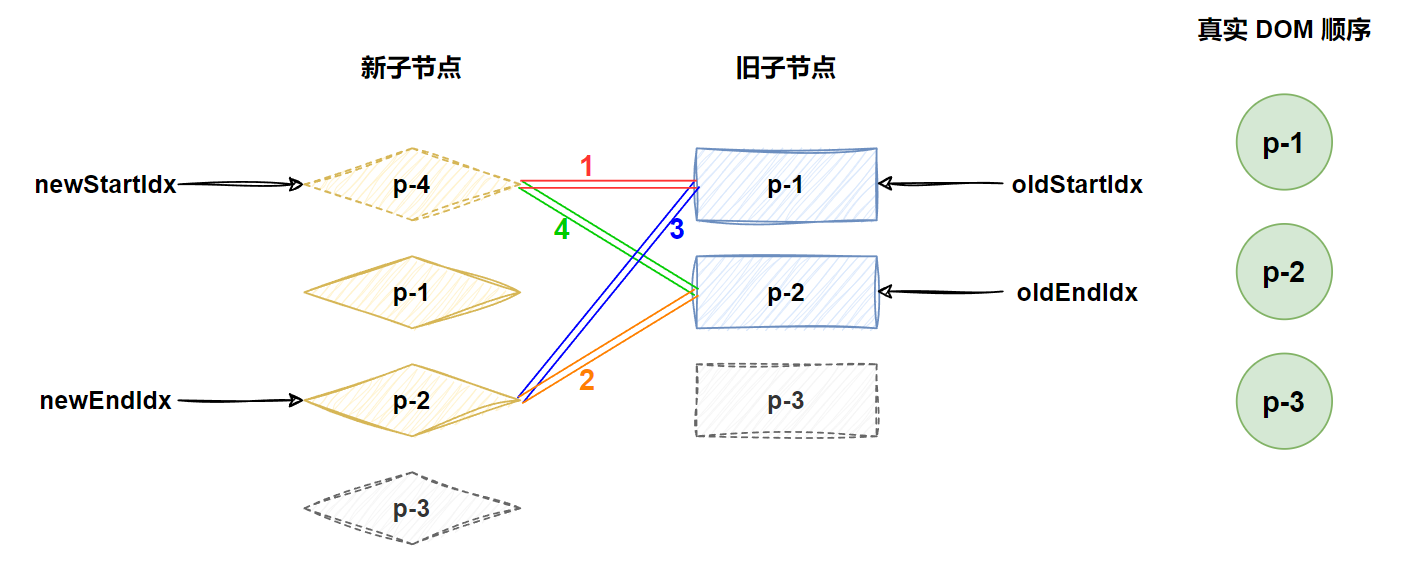 真实 DOM 顺序
新子节点
旧子节点
newStartIdx
p-4
1
p-1
oldStartIdx
p-1
4
3
p-1
p-2
oldEndIdx
p-2
newEndIdx
p-2
2
p-3
p-3
p-3